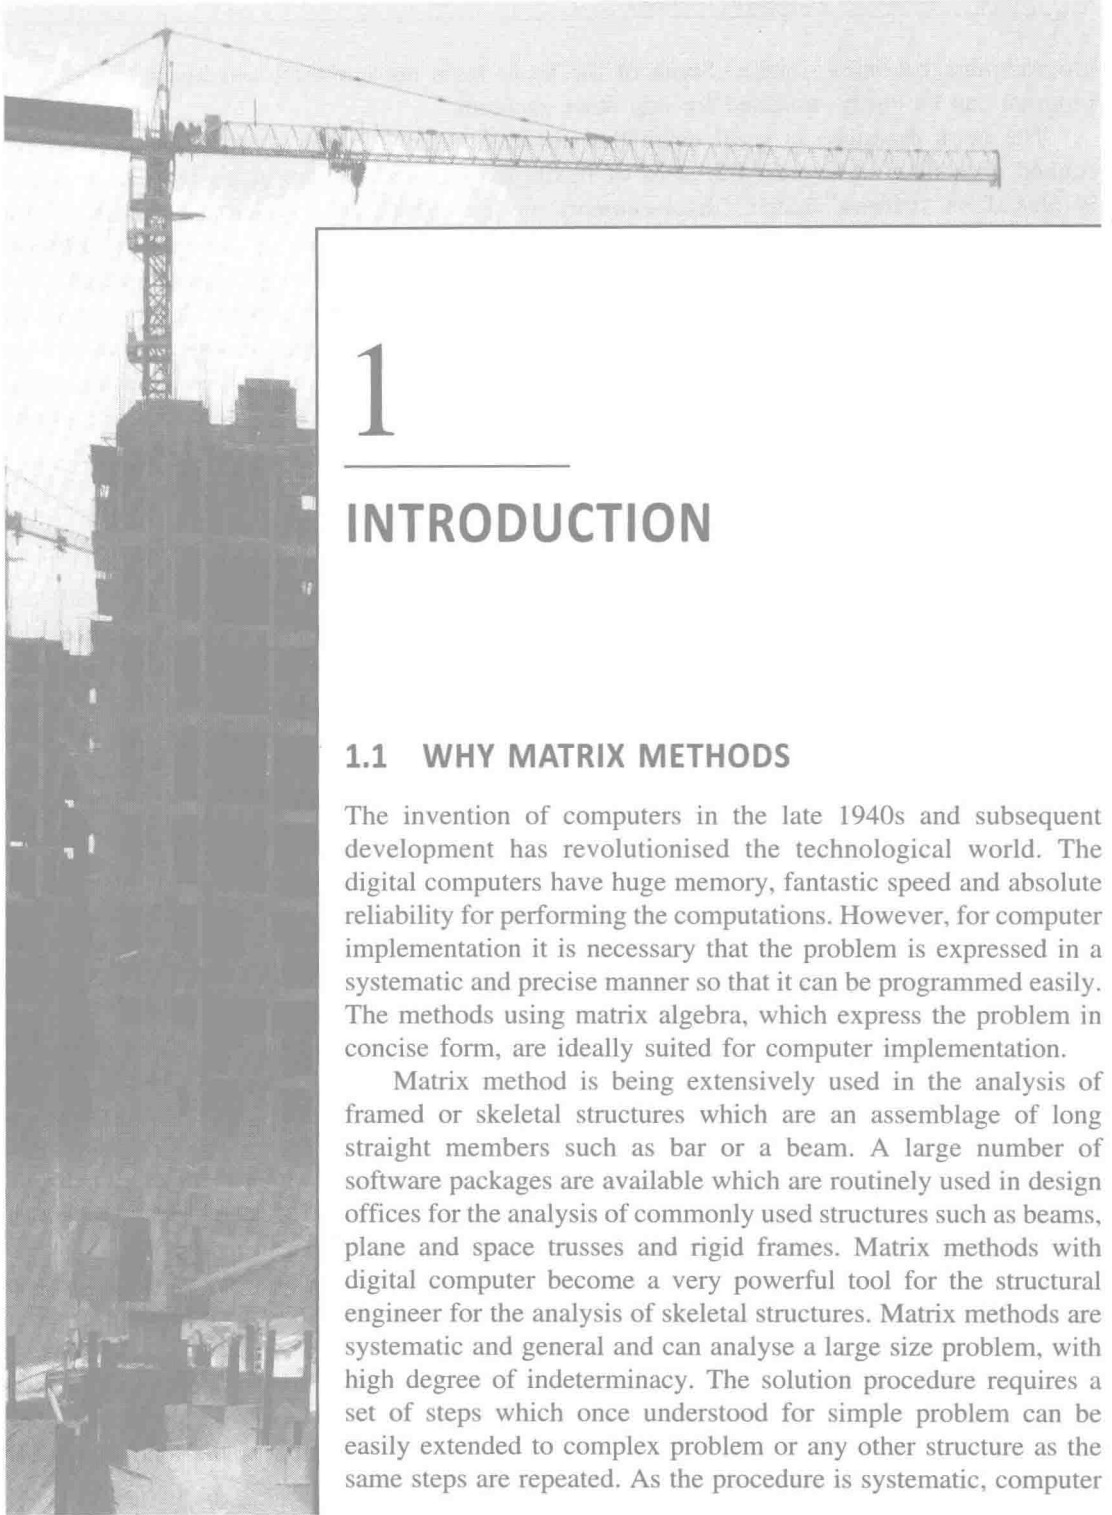 1
INTRODUCTION
1.1 WHY MATRIX METHODS
The invention of computers in the late 1940s and subsequent
development has revolutionised the technological world. The
digital computers have huge memory, fantastic speed and absolute
reliability for performing the computations. However, for computer
implementation it is necessary that the problem is expressed in a
systematic and precise manner so that it can be programmed easily.
The methods using matrix algebra, which express the problem in
concise form, are ideally suited for computer implementation.
Matrix method is being extensively used in the analysis of
framed or skeletal structures which are an assemblage of long
straight members such as bar or a beam. A large number of
software packages are available which are routinely used in design
offices for the analysis of commonly used structures such as beams,
plane and space trusses and rigid frames. Matrix methods with
digital computer become a very powerful tool for the structural
engineer for the analysis of skeletal structures. Matrix methods are
systematic and general and can analyse a large size problem, with
high degree of indeterminacy. The solution procedure requires a
set of steps which once understood for simple problem can be
easily extended to complex problem or any other structure as the
same steps are repeated. As the procedure is systematic, computer